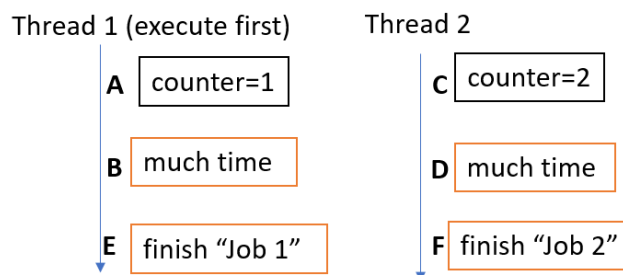 Thread 1 (execute first)
Thread 2
A counter=1
C counter=2
B much time
D much time
E finish “Job 1”
F finish “Job 2”